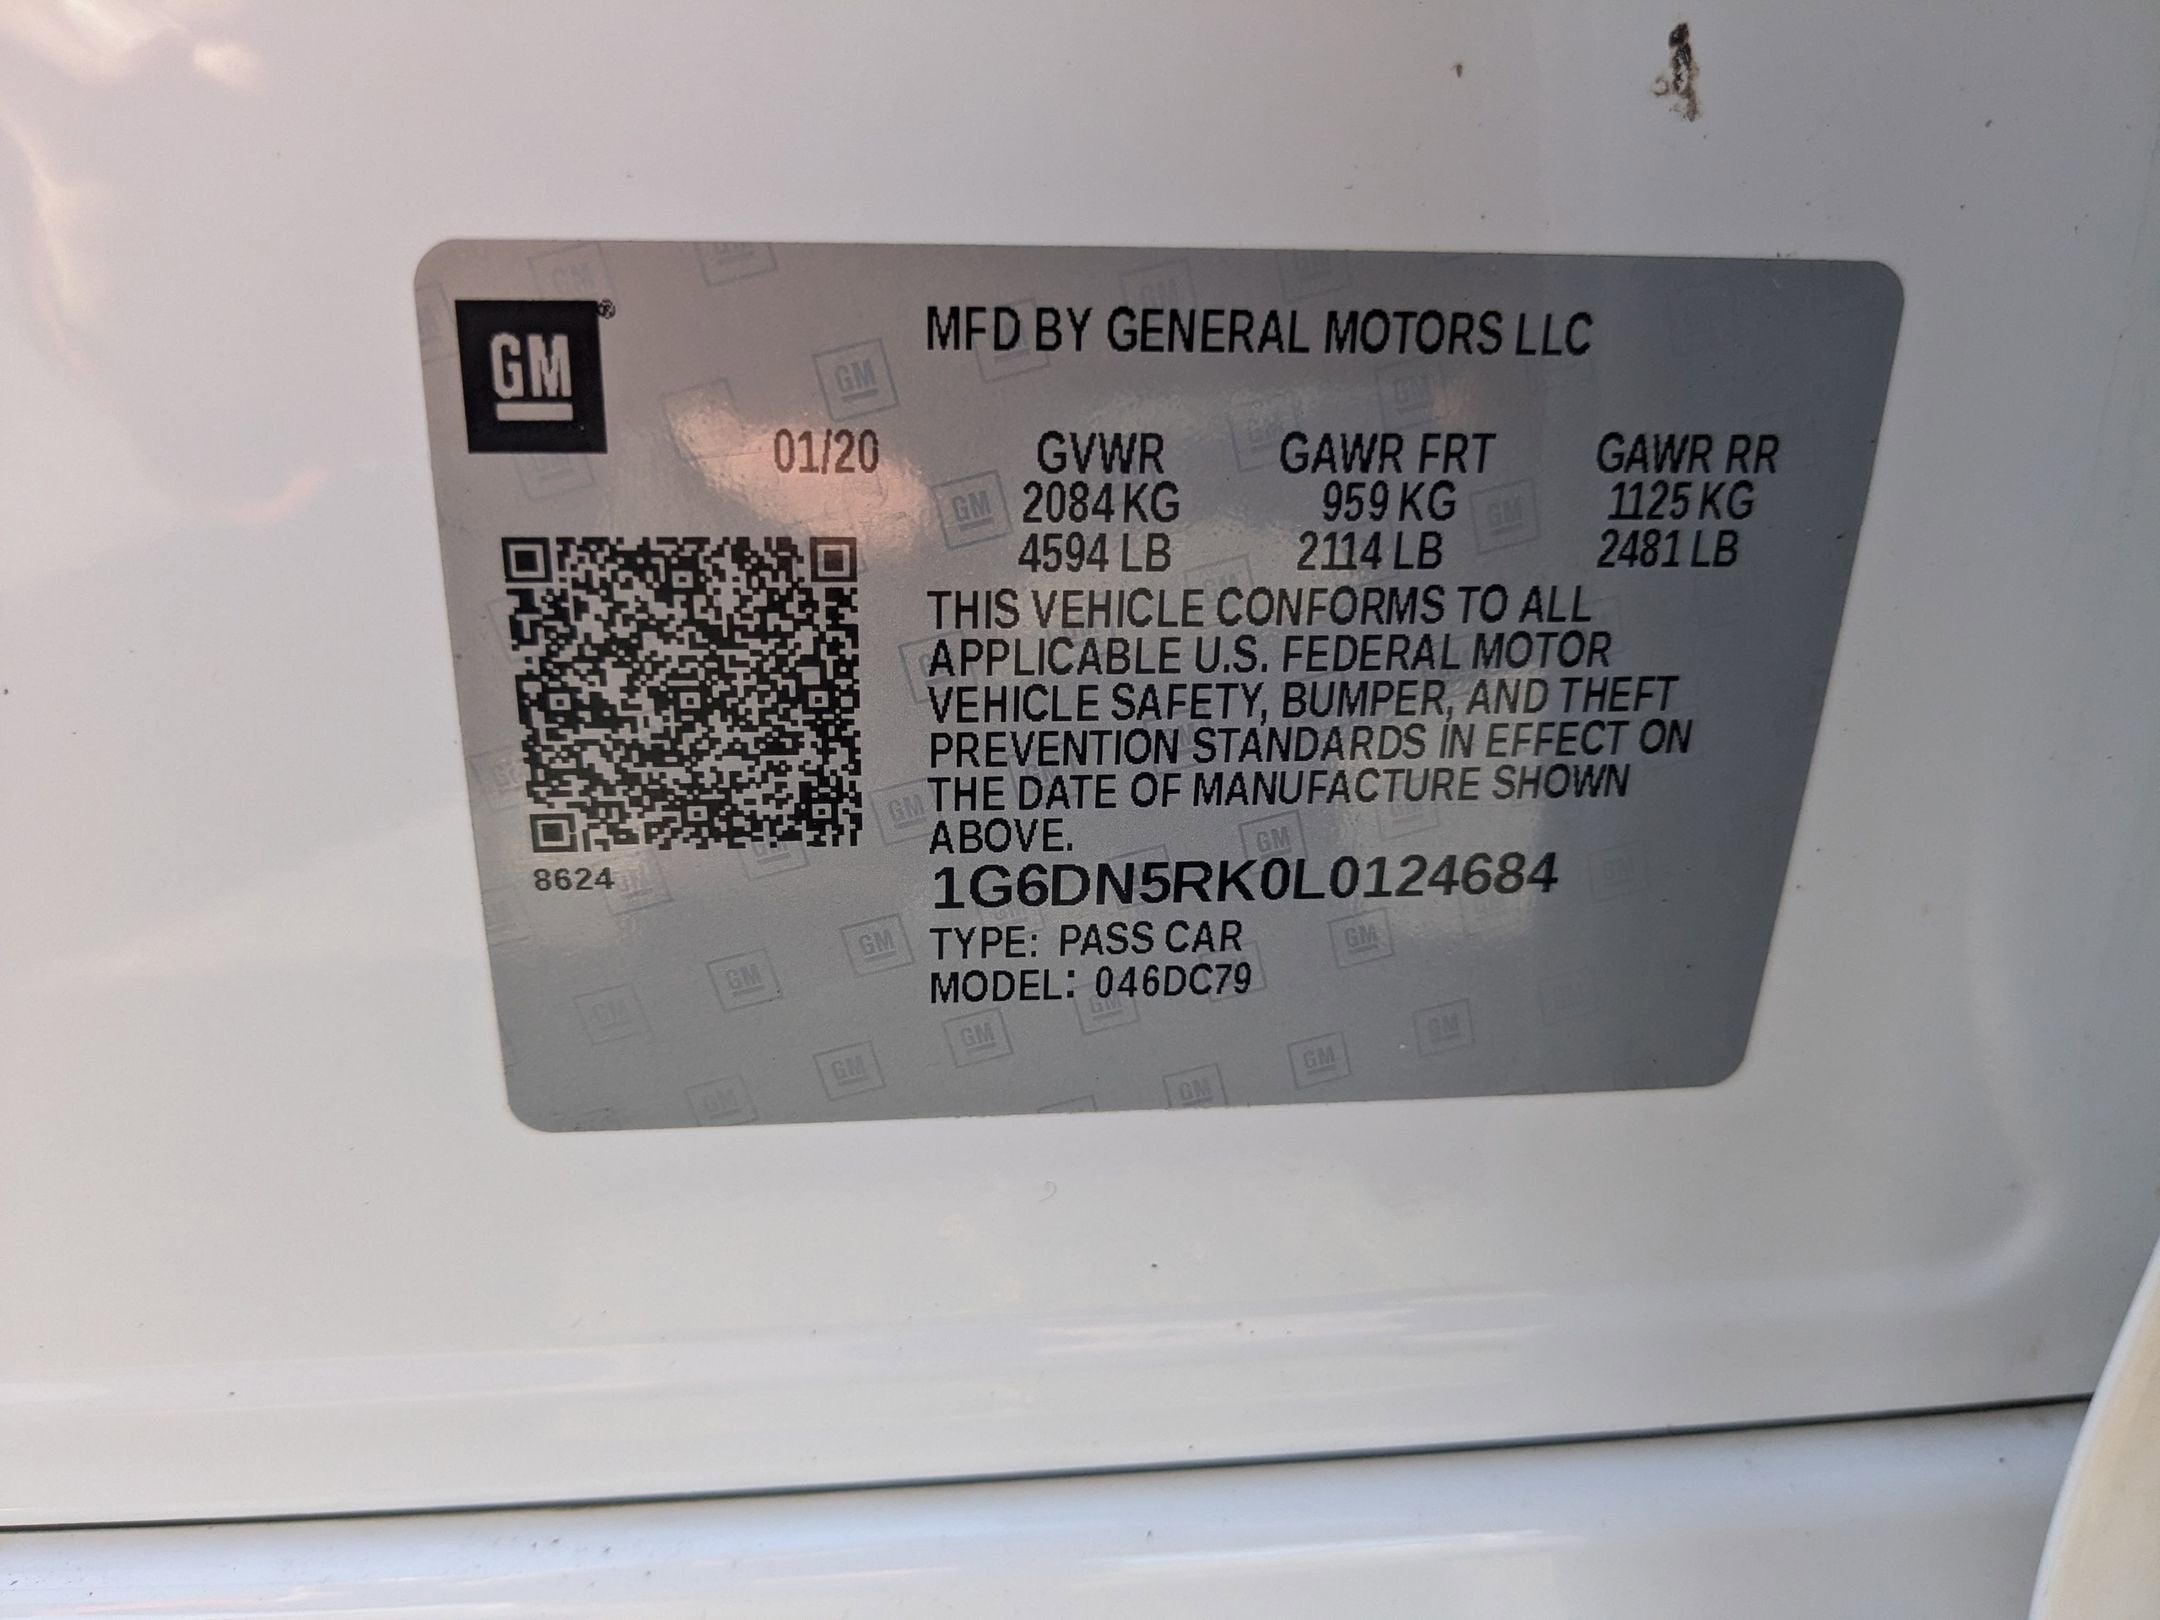 GM
MFD BY GENERAL MOTORS LLC
01/20 GVWR GAWR FRT GAWR RR
2084 KG 959 KG 1125 KG
4594 LB 2114 LB 2481 LB
THIS VEHICLE CONFORMS TO ALL
APPLICABLE U.S. FEDERAL MOTOR
VEHICLE SAFETY, BUMPER, AND THEFT
PREVENTION STANDARDS IN EFFECT ON
THE DATE OF MANUFACTURE SHOWN
ABOVE.
8624
1G6DN5RK0L0124684
TYPE: PASS CAR
MODEL: 046DC79